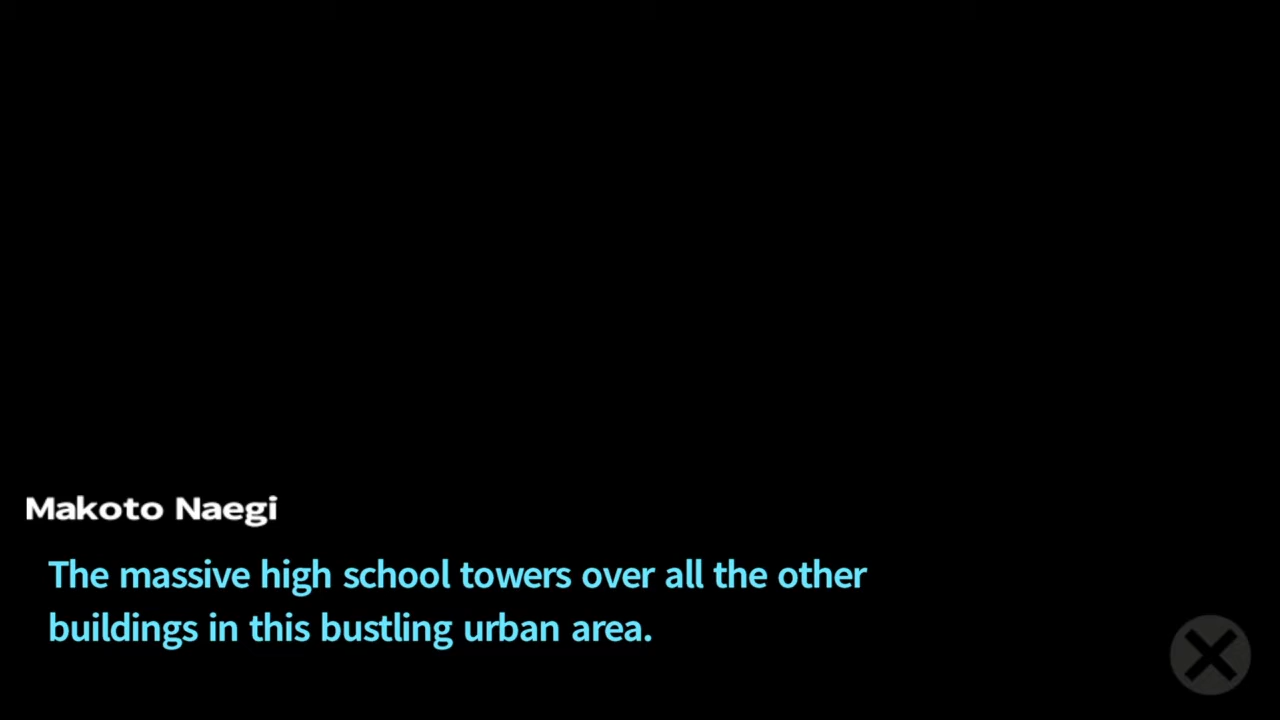 Makoto Naegi
The massive high school towers over all the other
buildings in this bustling urban area.